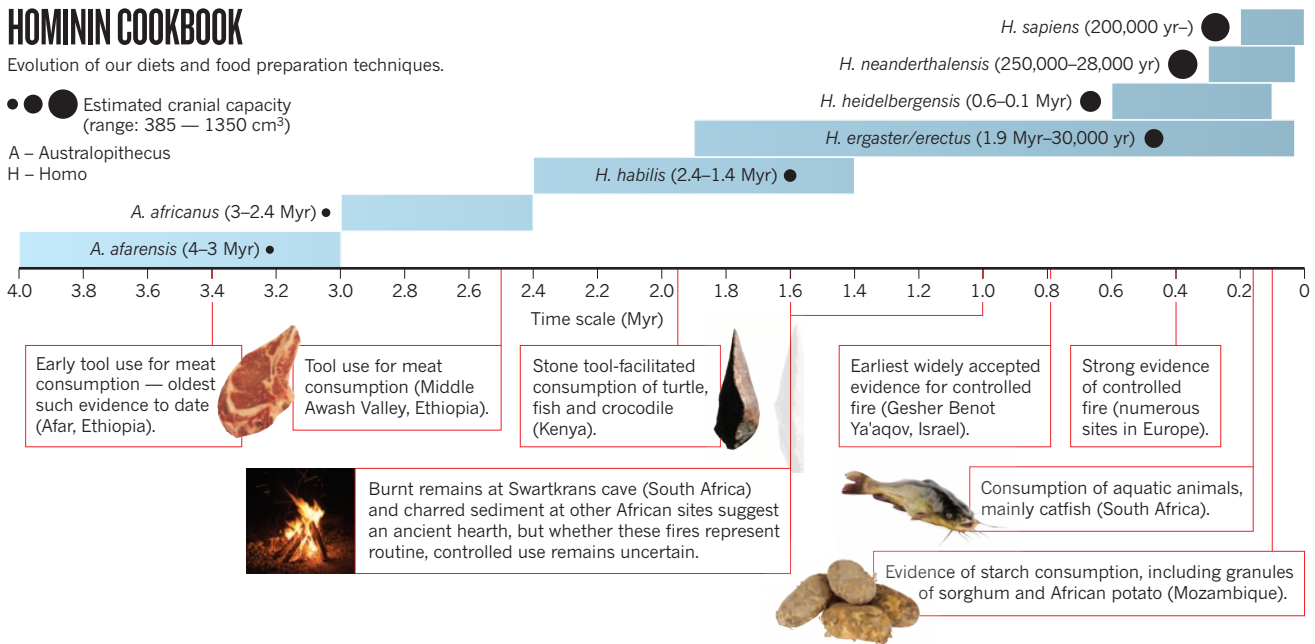 HOMININ COOKBOOK
Evolution of our diets and food preparation techniques.
Estimated cranial capacity
(range: 385 — 1350 cm³)
A – Australopithecus
H – Homo
H. sapiens (200,000 yr–)
H. neanderthalensis (250,000–28,000 yr)
H. heidelbergensis (0.6–0.1 Myr)
H. ergaster/erectus (1.9 Myr–30,000 yr)
H. habilis (2.4–1.4 Myr)
A. africanus (3–2.4 Myr)
A. afarensis (4–3 Myr)
4.0 3.8 3.6 3.4 3.2 3.0 2.8 2.6 2.4 2.2 2.0 1.8 1.6 1.4 1.2 1.0 0.8 0.6 0.4 0.2 0
Time scale (Myr)
Early tool use for meat
consumption — oldest
such evidence to date
(Afar, Ethiopia).
Tool use for meat
consumption (Middle
Awash Valley, Ethiopia).
Stone tool-facilitated
consumption of turtle,
fish and crocodile
(Kenya).
Earliest widely accepted
evidence for controlled
fire (Gesher Benot
Ya'aqov, Israel).
Strong evidence
of controlled
fire (numerous
sites in Europe).
Burnt remains at Swartkrans cave (South Africa)
and charred sediment at other African sites suggest
an ancient hearth, but whether these fires represent
routine, controlled use remains uncertain.
Consumption of aquatic animals,
mainly catfish (South Africa).
Evidence of starch consumption, including granules
of sorghum and African potato (Mozambique).